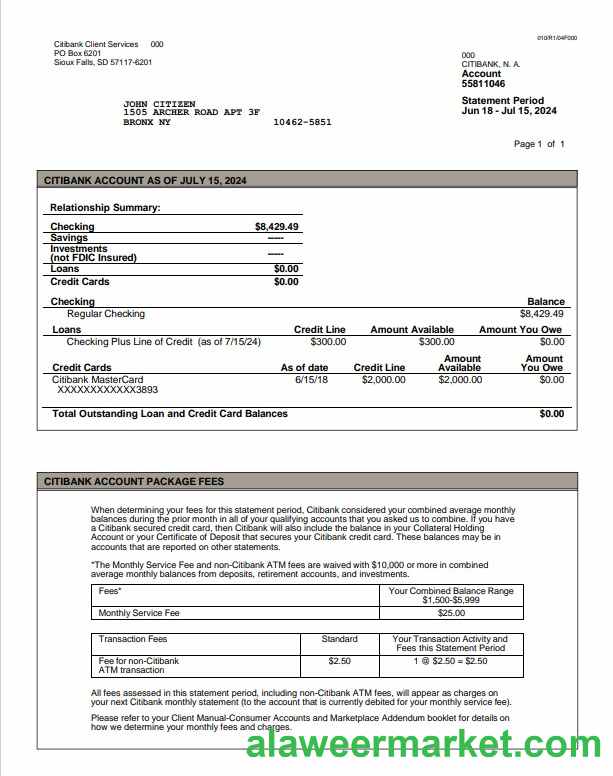 010/R1/04F000
Citibank Client Services 000
PO Box 6201
Sioux Falls, SD 57117-6201
000
CITIBANK, N. A.
Account
55811046
Statement Period
Jun 18 - Jul 15, 2024
JOHN CITIZEN
1505 ARCHER ROAD APT 3F
BRONX NY 10462-5851
Page 1 of 1
CITIBANK ACCOUNT AS OF JULY 15, 2024
Relationship Summary:
Checking $8,429.49
Savings -----
Investments
(not FDIC Insured) -----
Loans $0.00
Credit Cards $0.00
Checking Balance
Regular Checking $8,429.49
Loans Credit Line Amount Available Amount You Owe
Checking Plus Line of Credit (as of 7/15/24) $300.00 $300.00 $0.00
Credit Cards As of date Credit Line Amount Available Amount You Owe
Citibank MasterCard 6/15/18 $2,000.00 $2,000.00 $0.00
XXXXXXXXXXXX3893
Total Outstanding Loan and Credit Card Balances $0.00
CITIBANK ACCOUNT PACKAGE FEES
When determining your fees for this statement period, Citibank considered your combined average monthly
balances during the prior month in all of your qualifying accounts that you asked us to combine. If you have
a Citibank secured credit card, then Citibank will also include the balance in your Collateral Holding
Account or your Certificate of Deposit that secures your Citibank credit card. These balances may be in
accounts that are reported on other statements.
*The Monthly Service Fee and non-Citibank ATM fees are waived with $10,000 or more in combined
average monthly balances from deposits, retirement accounts, and investments.
Fees* Your Combined Balance Range
$1,500-$5,999
Monthly Service Fee $25.00
Transaction Fees Standard Your Transaction Activity and
Fees this Statement Period
Fee for non-Citibank $2.50 1 @ $2.50 = $2.50
ATM transaction
All fees assessed in this statement period, including non-Citibank ATM fees, will appear as charges on
your next Citibank monthly statement (to the account that is currently debited for your monthly service fee).
Please refer to your Client Manual-Consumer Accounts and Marketplace Addendum booklet for details on
how we determine your monthly fees and charges.
alaweermarket.com